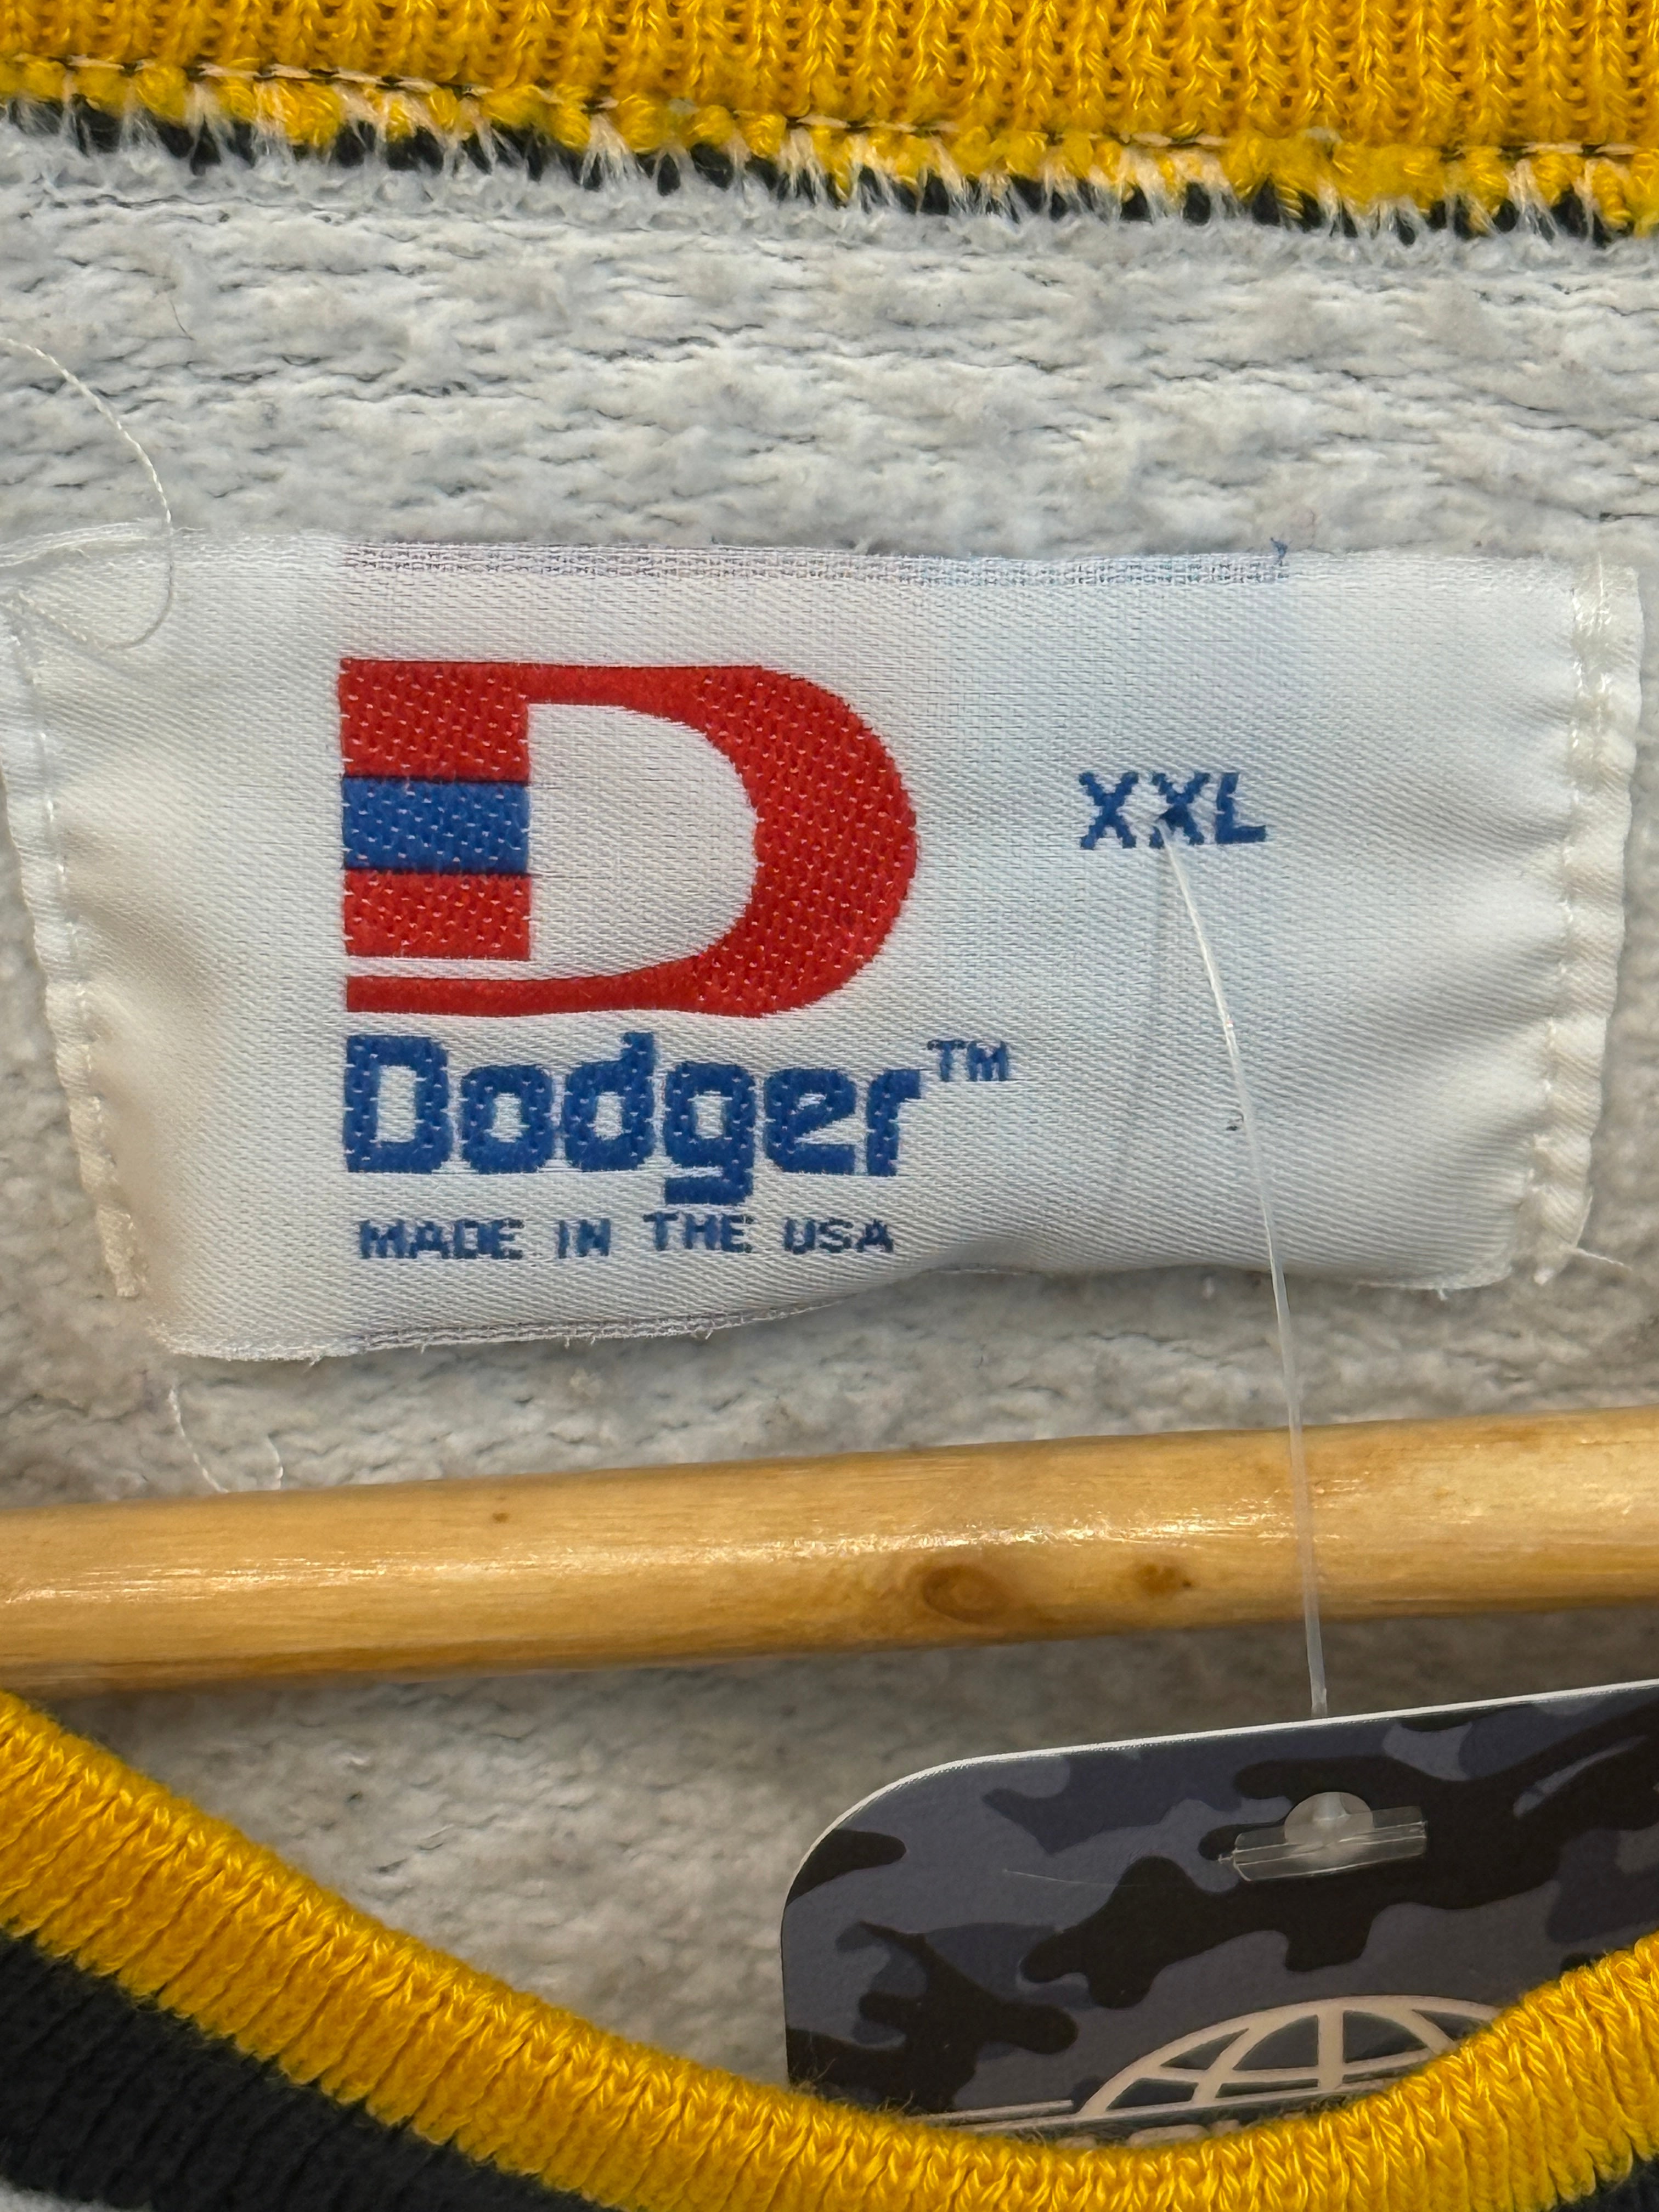 XXL
Dodger™
MADE IN THE USA